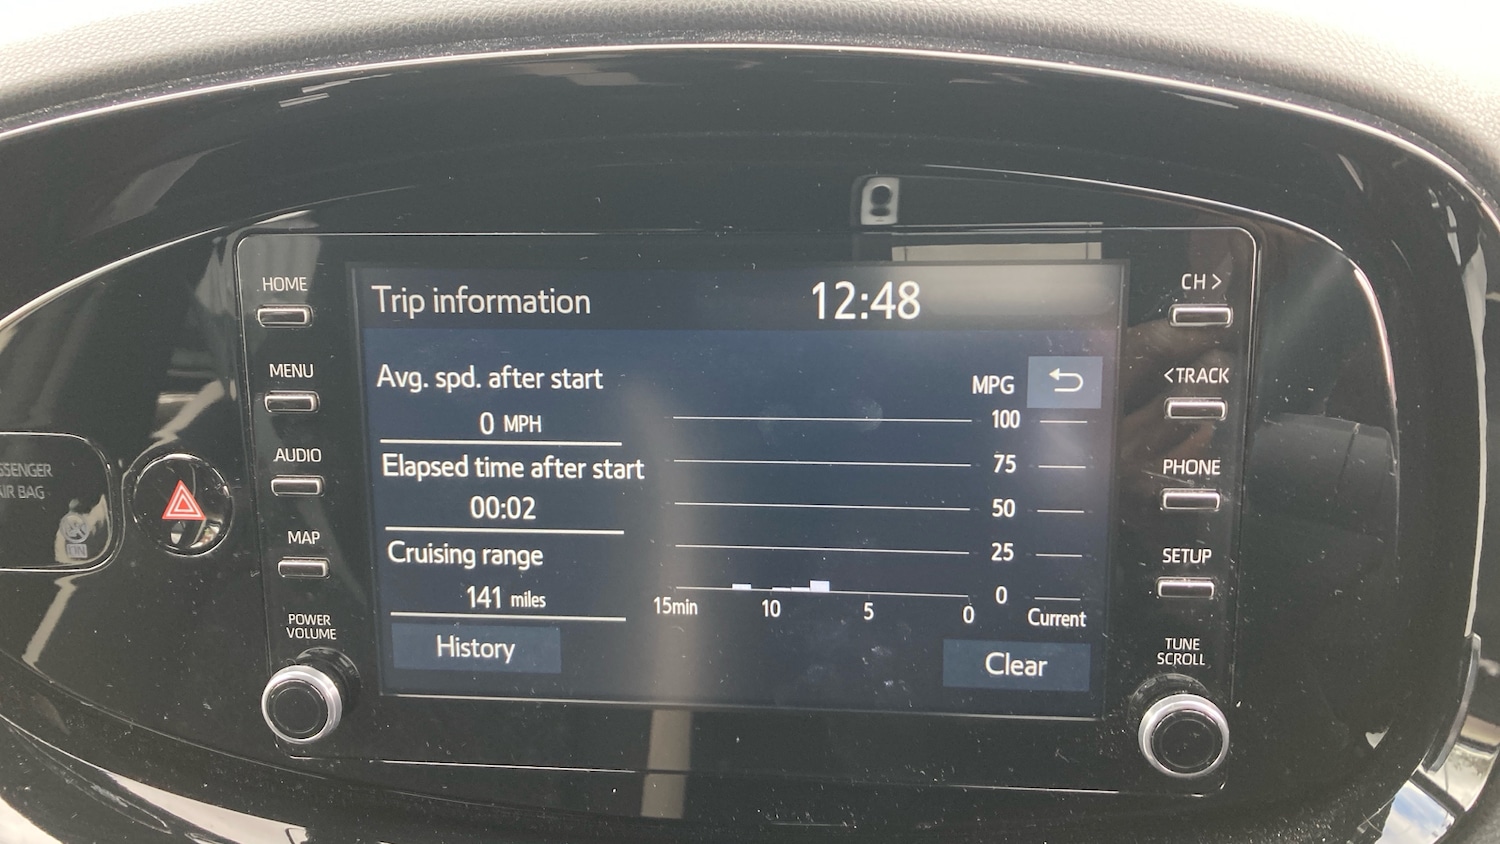 HOME
MENU
AUDIO
MAP
POWER
VOLUME
AIR BAG
Trip information
12:48
Avg. spd. after start
0 MPH
Elapsed time after start
00:02
Cruising range
141 miles
History
MPG
100
75
50
25
0
15min 10 5 0 Current
Clear
CH >
<TRACK
PHONE
SETUP
TUNE
SCROLL